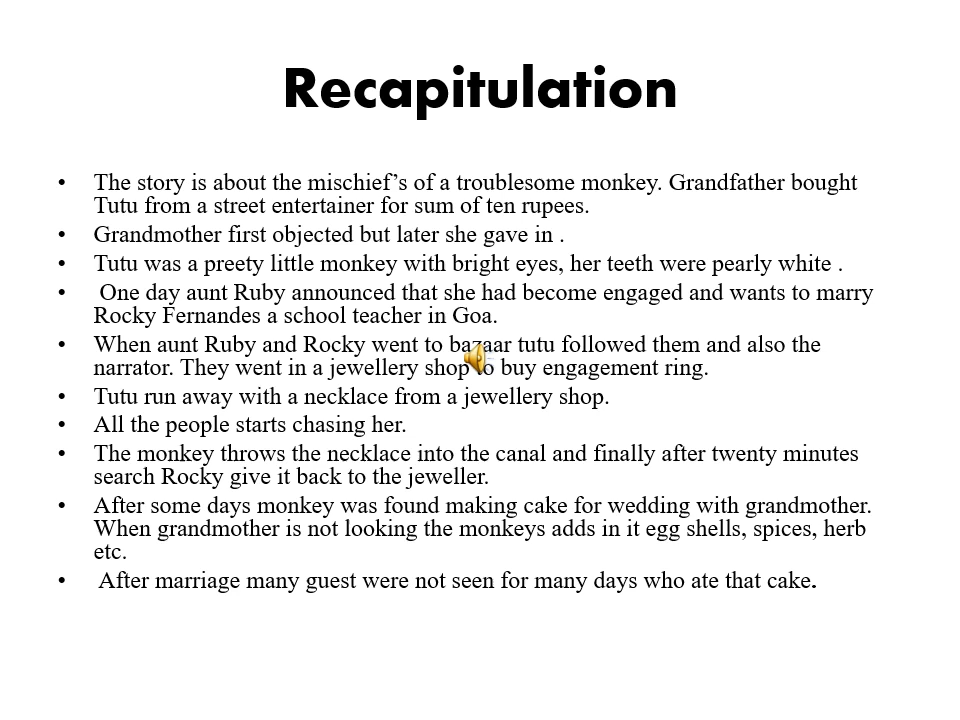 Recapitulation
• The story is about the mischief’s of a troublesome monkey. Grandfather bought
Tutu from a street entertainer for sum of ten rupees.
• Grandmother first objected but later she gave in .
• Tutu was a preety little monkey with bright eyes, her teeth were pearly white .
• One day aunt Ruby announced that she had become engaged and wants to marry
Rocky Fernandes a school teacher in Goa.
• When aunt Ruby and Rocky went to bazaar tutu followed them and also the
narrator. They went in a jewellery shop to buy engagement ring.
• Tutu run away with a necklace from a jewellery shop.
• All the people starts chasing her.
• The monkey throws the necklace into the canal and finally after twenty minutes
search Rocky give it back to the jeweller.
• After some days monkey was found making cake for wedding with grandmother.
When grandmother is not looking the monkeys adds in it egg shells, spices, herb
etc.
• After marriage many guest were not seen for many days who ate that cake.